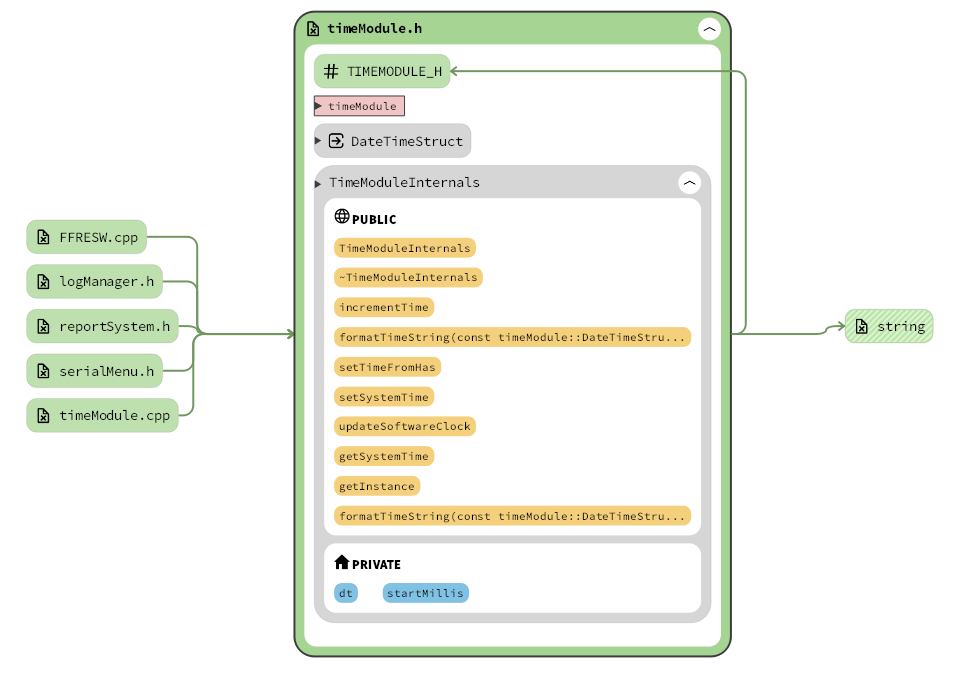 timeModule.h
# TIMEMODULE_H
timeModule
DateTimeStruct
TimeModuleInternals
PUBLIC
TimeModuleInternals
~TimeModuleInternals
incrementTime
formatTimeString(const timeModule::DateTimeStru...
setTimeFromHas
setSystemTime
updateSoftwareClock
getSystemTime
getInstance
formatTimeString(const timeModule::DateTimeStru...
PRIVATE
dt startMillis
FFRESW.cpp
logManager.h
reportSystem.h
serialMenu.h
timeModule.cpp
string